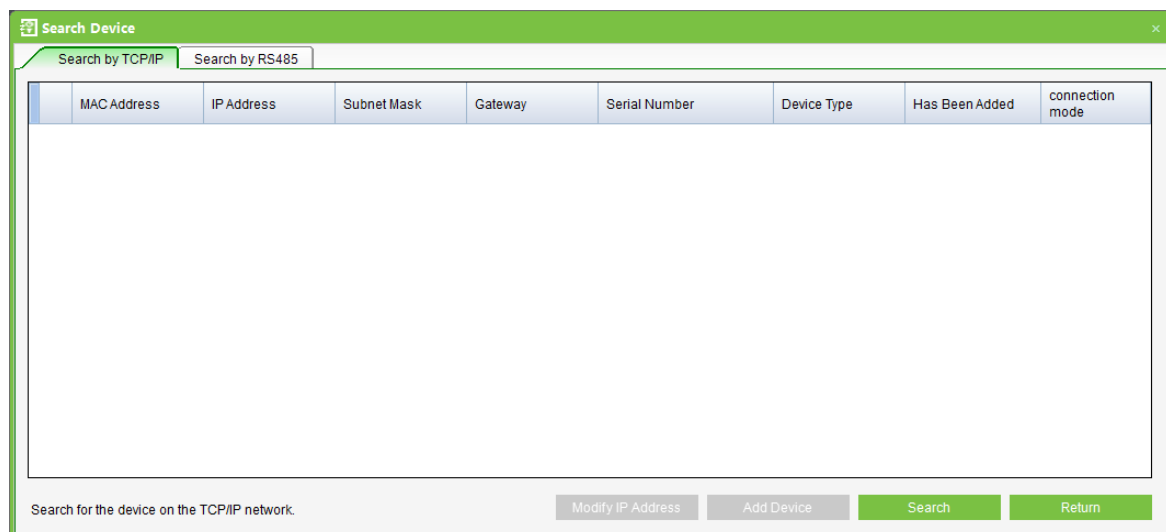 Search Device
Search by TCP/IP Search by RS485
MAC Address IP Address Subnet Mask Gateway Serial Number Device Type Has Been Added connection
mode
Search for the device on the TCP/IP network. Modify IP Address Add Device Search Return